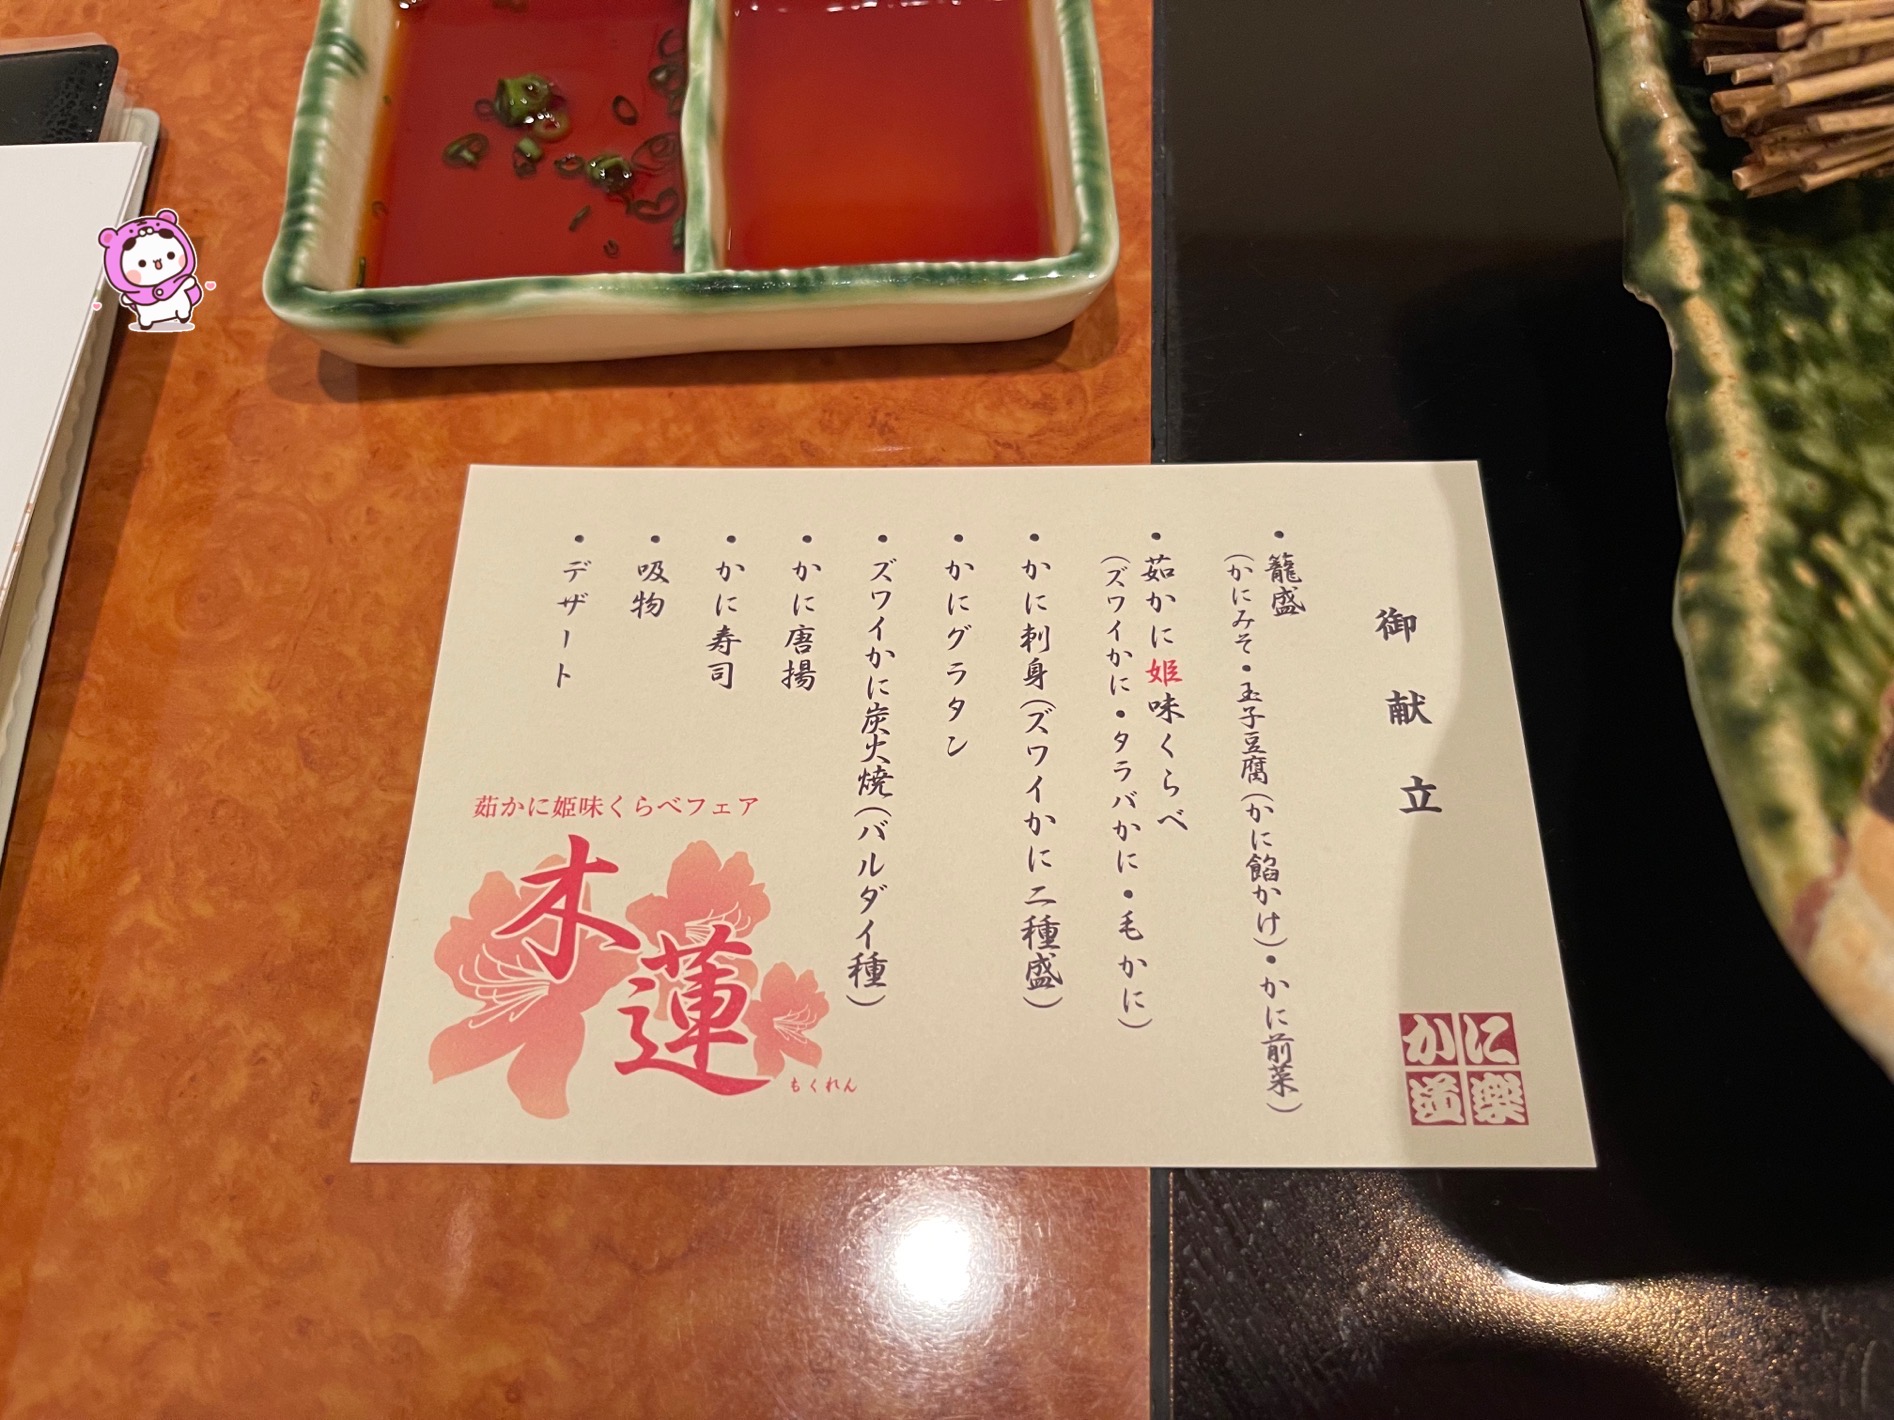 御献立
・籠盛
(かにみそ・玉子豆腐(かに餡かけ)・かに前菜)
・茹かに姫味くらべ
(ズワイかに・タラバかに・毛かに)
・かに刺身(ズワイかに二種盛)
・かにグラタン
・ズワイかに炭火焼(バルダイ種)
・かに唐揚
・かに寿司
・吸物
・デザート
茹かに姫味くらべフェア
木蓮
もくれん
かに
道楽